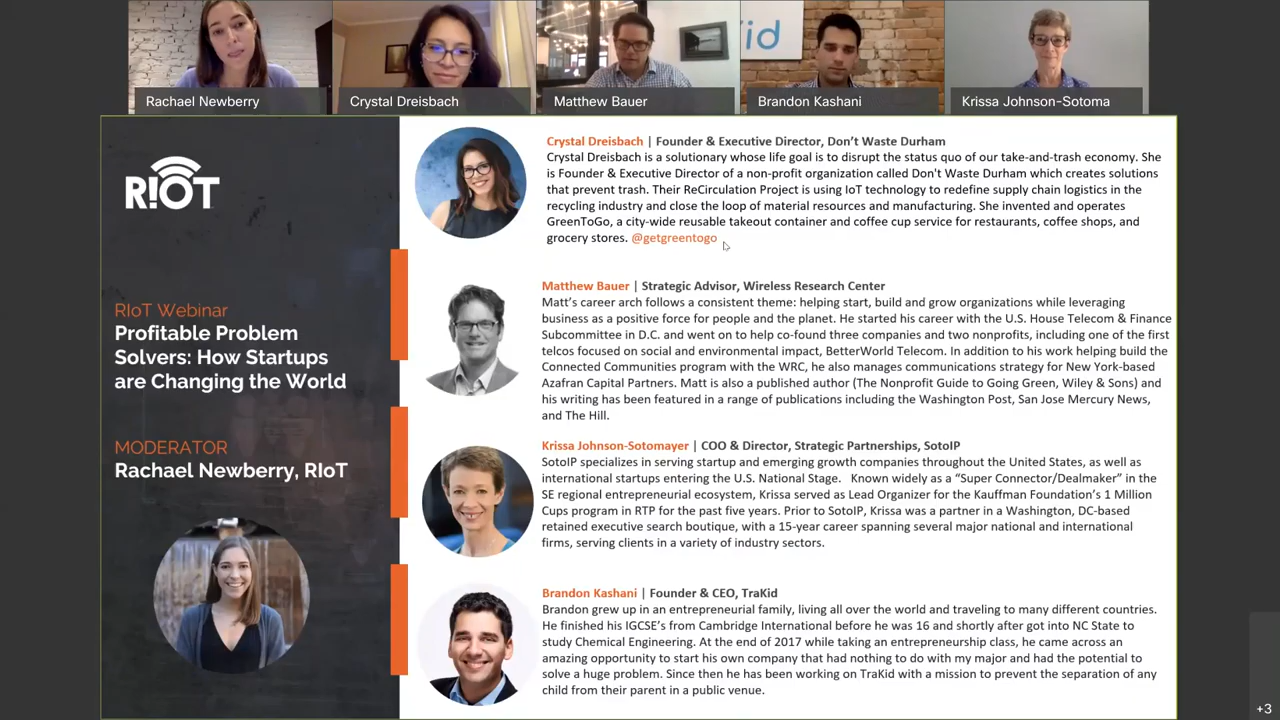 id
Rachael Newberry
Crystal Dreisbach
Matthew Bauer
Brandon Kashani
Krissa Johnson-Sotoma
R!OT
RIoT Webinar
Profitable Problem
Solvers: How Startups
are Changing the World
MODERATOR
Rachael Newberry, RIoT
Crystal Dreisbach | Founder & Executive Director, Don't Waste Durham
Crystal Dreisbach is a solutionary whose life goal is to disrupt the status quo of our take-and-trash economy. She
is Founder & Executive Director of a non-profit organization called Don't Waste Durham which creates solutions
that prevent trash. Their ReCirculation Project is using IoT technology to redefine supply chain logistics in the
recycling industry and close the loop of material resources and manufacturing. She invented and operates
GreenToGo, a city-wide reusable takeout container and coffee cup service for restaurants, coffee shops, and
grocery stores. @getgreentogo
Matthew Bauer | Strategic Advisor, Wireless Research Center
Matt's career arch follows a consistent theme: helping start, build and grow organizations while leveraging
business as a positive force for people and the planet. He started his career with the U.S. House Telecom & Finance
Subcommittee in D.C. and went on to help co-found three companies and two nonprofits, including one of the first
telcos focused on social and environmental impact, BetterWorld Telecom. In addition to his work helping build the
Connected Communities program with the WRC, he also manages communications strategy for New York-based
Azafran Capital Partners. Matt is also a published author (The Nonprofit Guide to Going Green, Wiley & Sons) and
his writing has been featured in a range of publications including the Washington Post, San Jose Mercury News,
and The Hill.
Krissa Johnson-Sotomayer | COO & Director, Strategic Partnerships, SotoIP
SotoIP specializes in serving startup and emerging growth companies throughout the United States, as well as
international startups entering the U.S. National Stage. Known widely as a “Super Connector/Dealmaker” in the
SE regional entrepreneurial ecosystem, Krissa served as Lead Organizer for the Kauffman Foundation's 1 Million
Cups program in RTP for the past five years. Prior to SotoIP, Krissa was a partner in a Washington, DC-based
retained executive search boutique, with a 15-year career spanning several major national and international
firms, serving clients in a variety of industry sectors.
Brandon Kashani | Founder & CEO, TraKid
Brandon grew up in an entrepreneurial family, living all over the world and traveling to many different countries.
He finished his IGCSE's from Cambridge International before he was 16 and shortly after got into NC State to
study Chemical Engineering. At the end of 2017 while taking an entrepreneurship class, he came across an
amazing opportunity to start his own company that had nothing to do with my major and had the potential to
solve a huge problem. Since then he has been working on TraKid with a mission to prevent the separation of any
child from their parent in a public venue.
+3